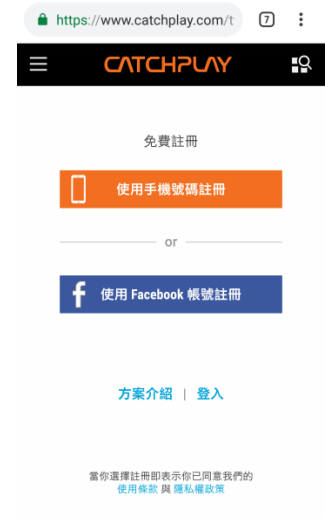 https://www.catchplay.com/t
7
CATCHPLAY
免費註冊
使用手機號碼註冊
or
使用 Facebook 帳號註冊
方案介紹 | 登入
當你選擇註冊即表示你已同意我們的
使用條款 與 隱私權政策